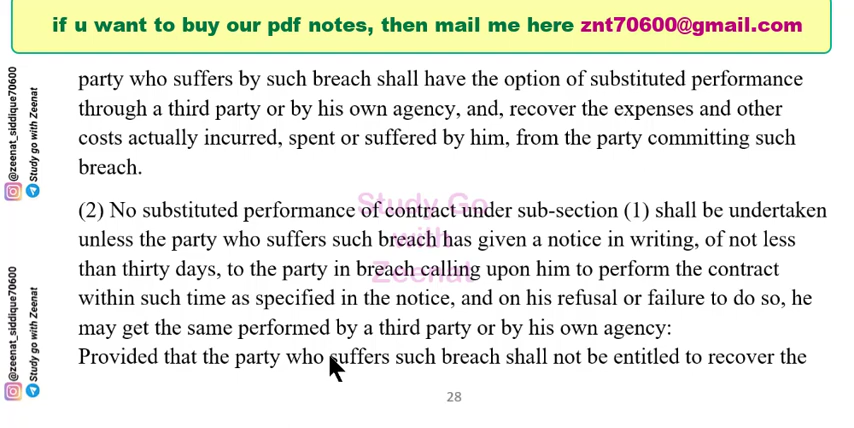 if u want to buy our pdf notes, then mail me here znt70600@gmail.com
party who suffers by such breach shall have the option of substituted performance
through a third party or by his own agency, and, recover the expenses and other
costs actually incurred, spent or suffered by him, from the party committing such
breach.
(2) No substituted performance of contract under sub-section (1) shall be undertaken
unless the party who suffers such breach has given a notice in writing, of not less
than thirty days, to the party in breach calling upon him to perform the contract
within such time as specified in the notice, and on his refusal or failure to do so, he
may get the same performed by a third party or by his own agency:
Provided that the party who suffers such breach shall not be entitled to recover the
28
@zeenat_siddique70600
Study go with Zeenat
@zeenat_siddique70600
Study go with Zeenat
Study Go
with
Zeenat